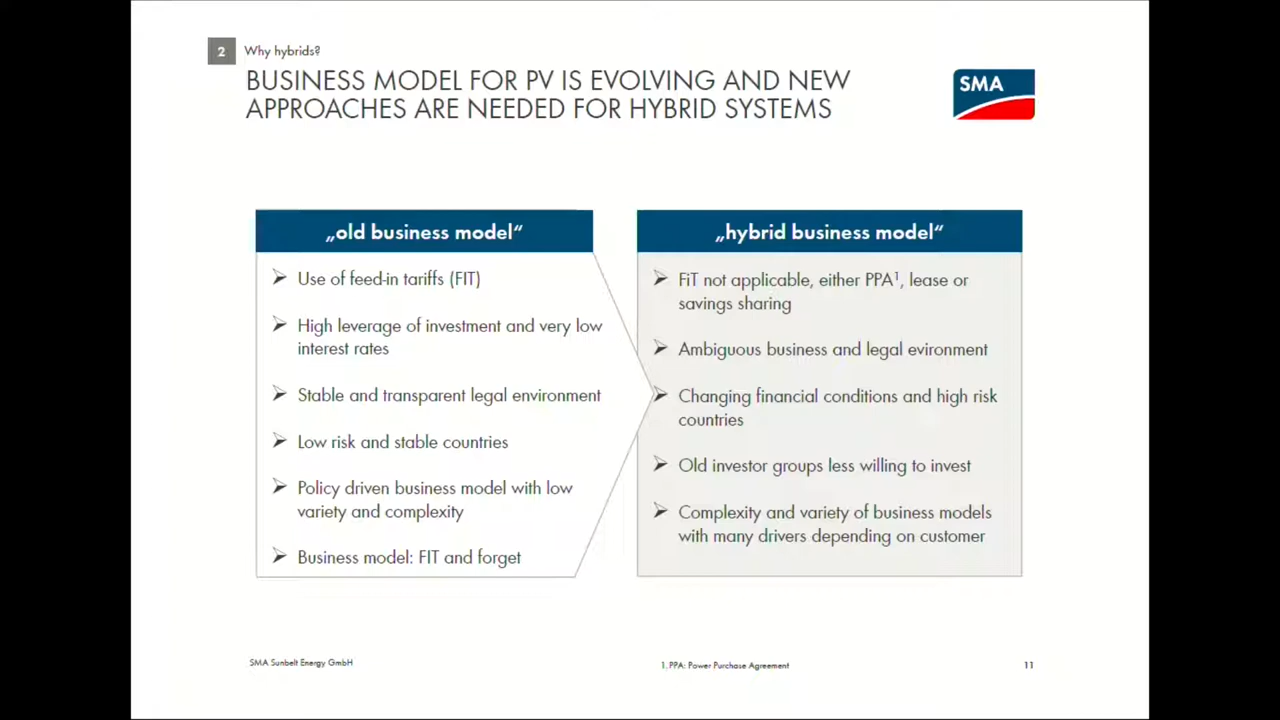 2
Why hybrids?
BUSINESS MODEL FOR PV IS EVOLVING AND NEW
APPROACHES ARE NEEDED FOR HYBRID SYSTEMS
SMA
„old business model“
➢ Use of feed-in tariffs (FIT)
➢ High leverage of investment and very low
interest rates
➢ Stable and transparent legal environment
➢ Low risk and stable countries
➢ Policy driven business model with low
variety and complexity
➢ Business model: FIT and forget
„hybrid business model“
➢ FiT not applicable, either PPA¹, lease or
savings sharing
➢ Ambiguous business and legal evironment
➢ Changing financial conditions and high risk
countries
➢ Old investor groups less willing to invest
➢ Complexity and variety of business models
with many drivers depending on customer
SMA Sunbelt Energy GmbH
1. PPA: Power Purchase Agreement
11